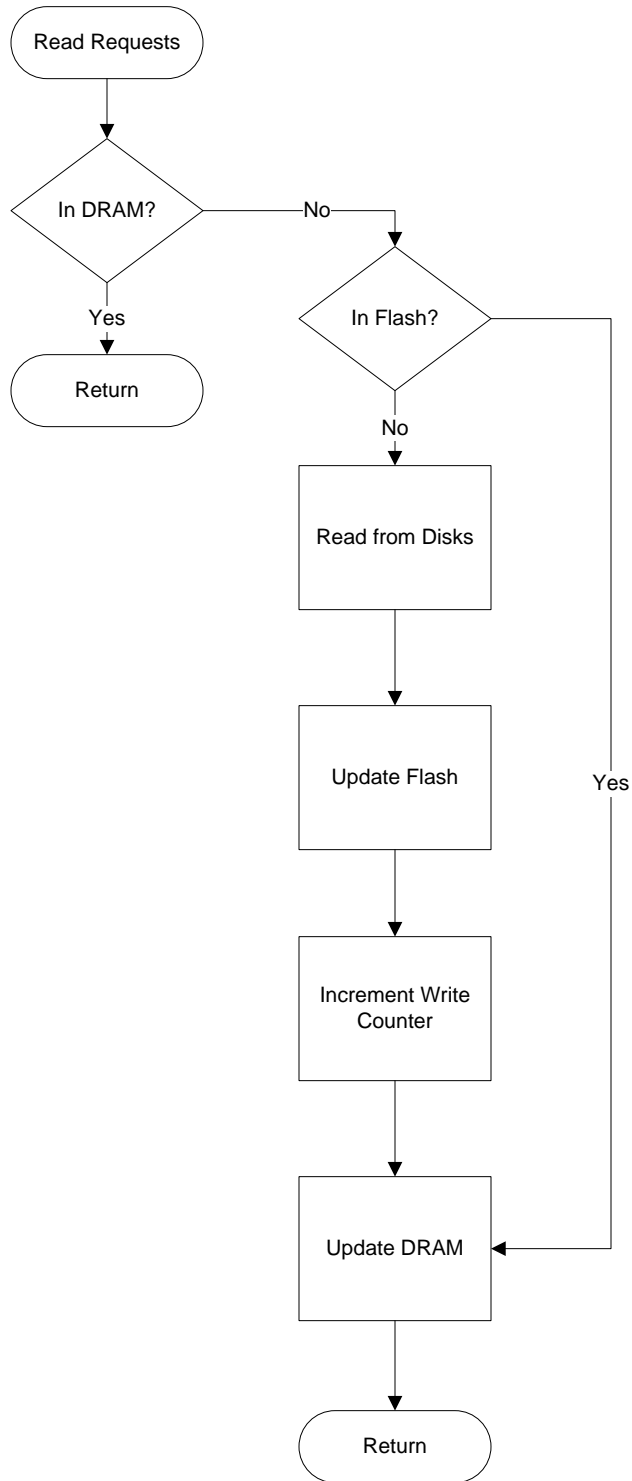 Read Requests
In DRAM?
No
In Flash?
Yes
Return
No
Read from Disks
Update Flash
Yes
Increment Write
Counter
Update DRAM
Return